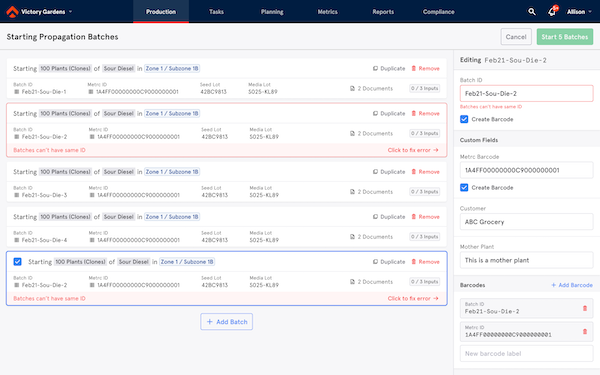 Victory Gardens
Production
Tasks
Planning
Metrics
Reports
Compliance
Allison
Starting Propagation Batches
Cancel
Start 5 Batches
Starting 100 Plants (Clones) of Sour Diesel in Zone 1 / Subzone 1B
Duplicate
Remove
Batch ID
Metric ID
Seed Lot
Media Lot
Feb21-Sou-Die-1
1A4FF00000000C9000000001
42BC9813
S025-KL89
2 Documents
0 / 3 Inputs
Starting 100 Plants (Clones) of Sour Diesel in Zone 1 / Subzone 1B
Duplicate
Remove
Batch ID
Metric ID
Seed Lot
Media Lot
Feb21-Sou-Die-2
1A4FF00000000C9000000001
42BC9813
S025-KL89
2 Documents
0 / 3 Inputs
Batches can't have same ID
Click to fix error →
Starting 100 Plants (Clones) of Sour Diesel in Zone 1 / Subzone 1B
Duplicate
Remove
Batch ID
Metric ID
Seed Lot
Media Lot
Feb21-Sou-Die-3
1A4FF00000000C9000000001
42BC9813
S025-KL89
2 Documents
0 / 3 Inputs
Starting 100 Plants (Clones) of Sour Diesel in Zone 1 / Subzone 1B
Duplicate
Remove
Batch ID
Metric ID
Seed Lot
Media Lot
Feb21-Sou-Die-4
1A4FF00000000C9000000001
42BC9813
S025-KL89
2 Documents
0 / 3 Inputs
Starting 100 Plants (Clones) of Sour Diesel in Zone 1 / Subzone 1B
Duplicate
Remove
Batch ID
Metric ID
Seed Lot
Media Lot
Feb21-Sou-Die-2
1A4FF00000000C9000000001
42BC9813
S025-KL89
2 Documents
0 / 3 Inputs
Batches can't have same ID
Click to fix error →
+ Add Batch
Editing Feb21-Sou-Die-2
Batch ID
Feb21-Sou-Die-2
Batches can't have same ID
Create Barcode
Custom Fields
Metrc Barcode
1A4FF00000000C9000000001
Create Barcode
Customer
ABC Grocery
Mother Plant
This is a mother plant
Barcodes
+ Add Barcode
Batch ID
Feb21-Sou-Die-2
Metrc ID
1A4FF00000000C9000000001
New barcode label